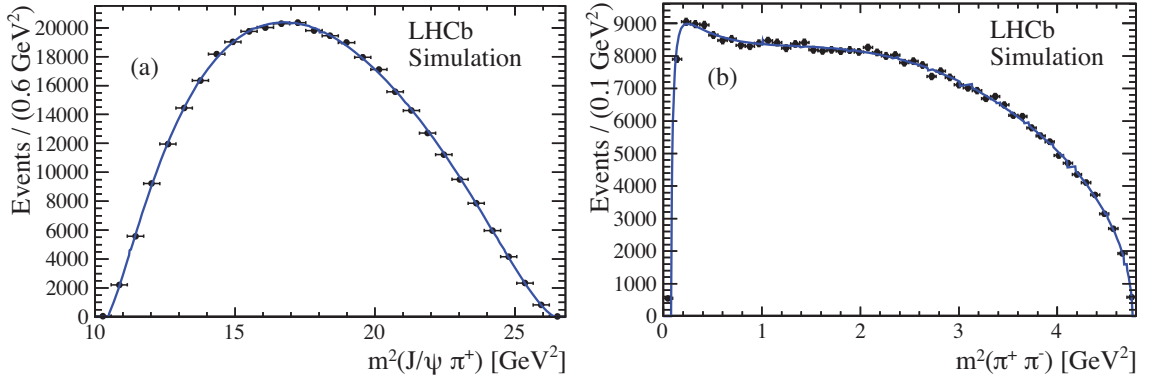 Events / (0.6 GeV²)
20000
18000
16000
14000
12000
10000
8000
6000
4000
2000
0
LHCb
Simulation
(a)
10 15 20 25
m²(J/ψ π⁺) [GeV²]
Events / (0.1 GeV²)
9000
8000
7000
6000
5000
4000
3000
2000
1000
0
LHCb
Simulation
(b)
0 1 2 3 4
m²(π⁺ π⁻) [GeV²]